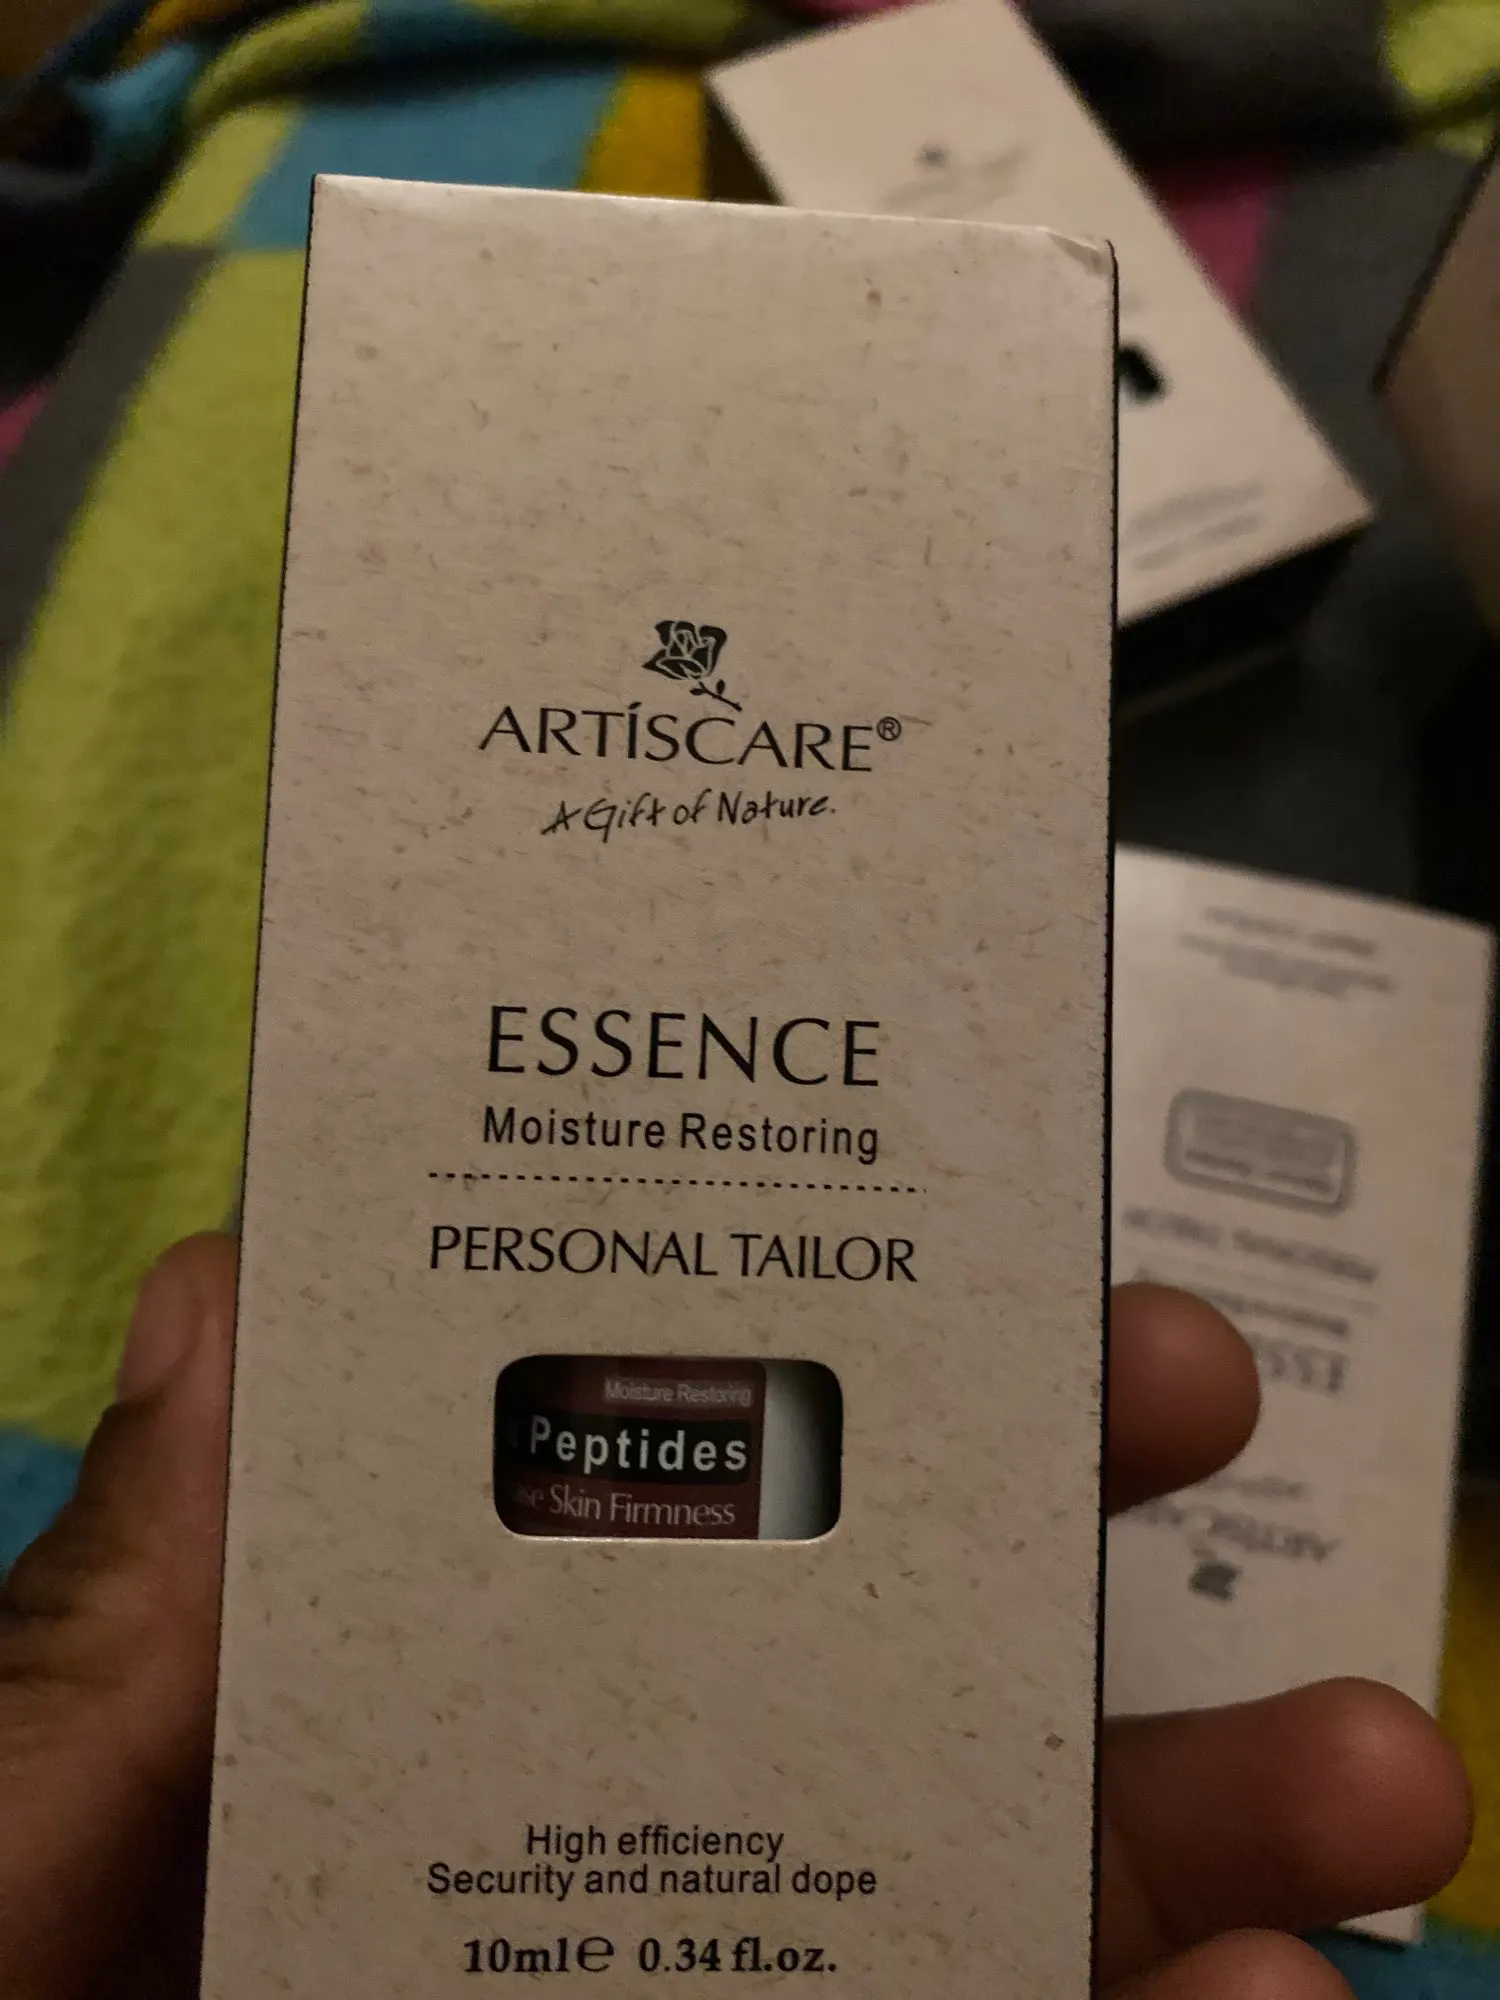 ARTÍSCARE®
A Gift of Nature.
ESSENCE
Moisture Restoring
PERSONAL TAILOR
Moisture Restoring
Peptides
Skin Firmness
High efficiency
Security and natural dope
10ml℮ 0.34 fl.oz.